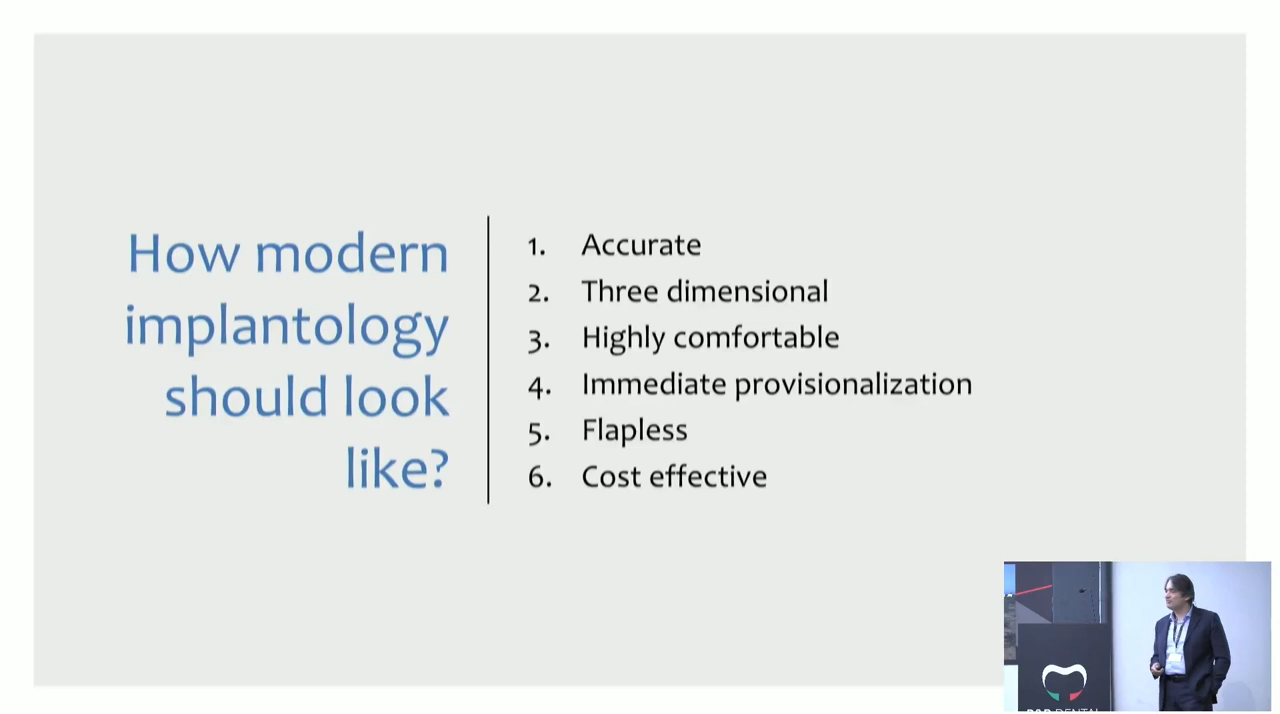 How modern
implantology
should look
like?
1. Accurate
2. Three dimensional
3. Highly comfortable
4. Immediate provisionalization
5. Flapless
6. Cost effective
DENTAL